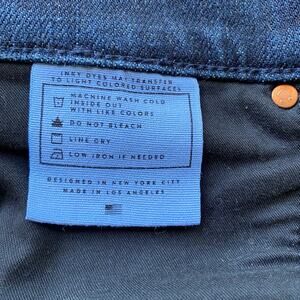 INKY DYES MAY TRANSFER
TO LIGHT COLORED SURFACES
MACHINE WASH COLD
INSIDE OUT
WITH LIKE COLORS
DO NOT BLEACH
LINE DRY
LOW IRON IF NEEDED
DESIGNED IN NEW YORK CITY
MADE IN LOS ANGELES